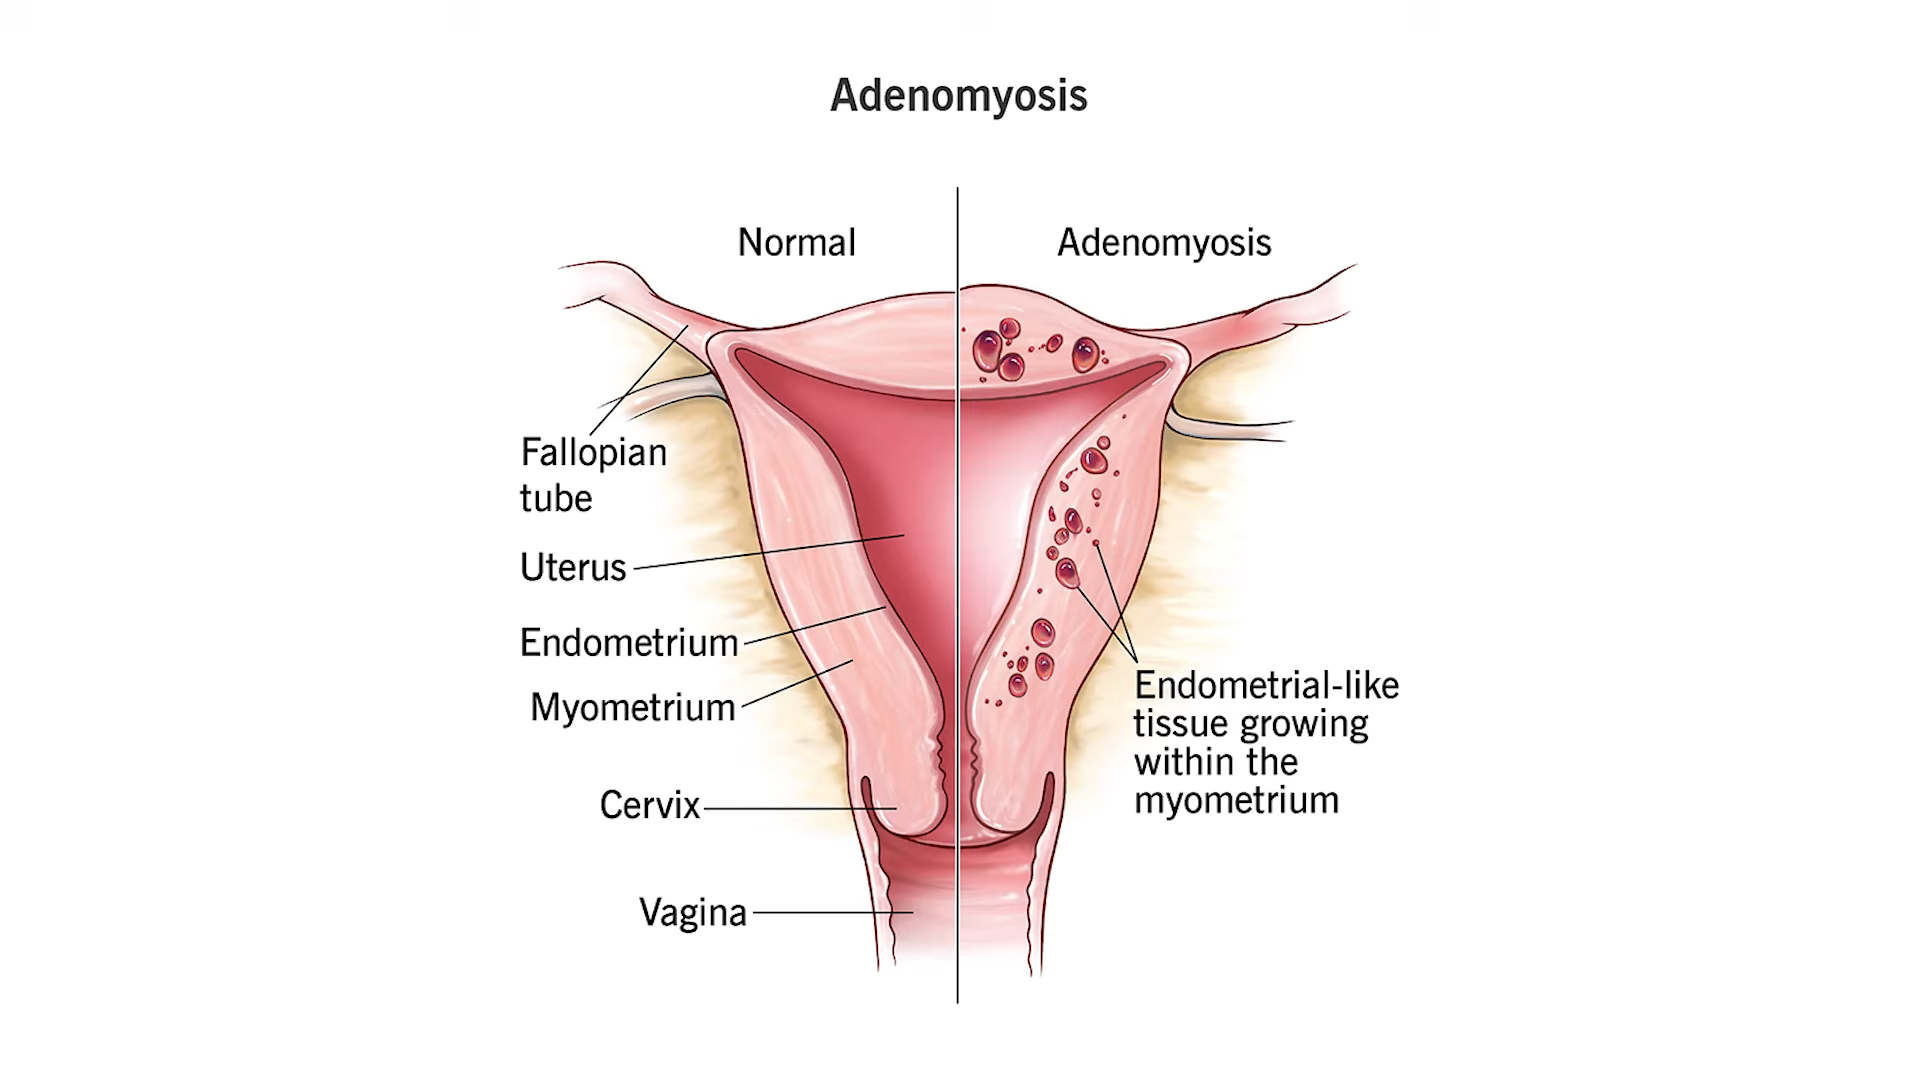 Adenomyosis
Normal
Adenomyosis
Fallopian
tube
Uterus
Endometrium
Myometrium
Cervix
Vagina
Endometrial-like
tissue growing
within the
myometrium